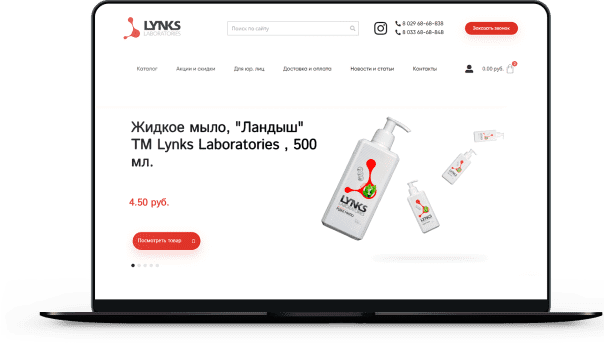 LYNKS
LABORATORIES
Поиск по сайту
8 029 68-68-838
8 033 68-68-848
Заказать звонок
Каталог
Акции и скидки
Для юр. лиц
Доставка и оплата
Новости и статьи
Контакты
0.00 руб.
Жидкое мыло, "Ландыш"
ТМ Lynks Laboratories , 500
мл.
4.50 руб.
Посмотреть товар
LYNKS
LYNKS